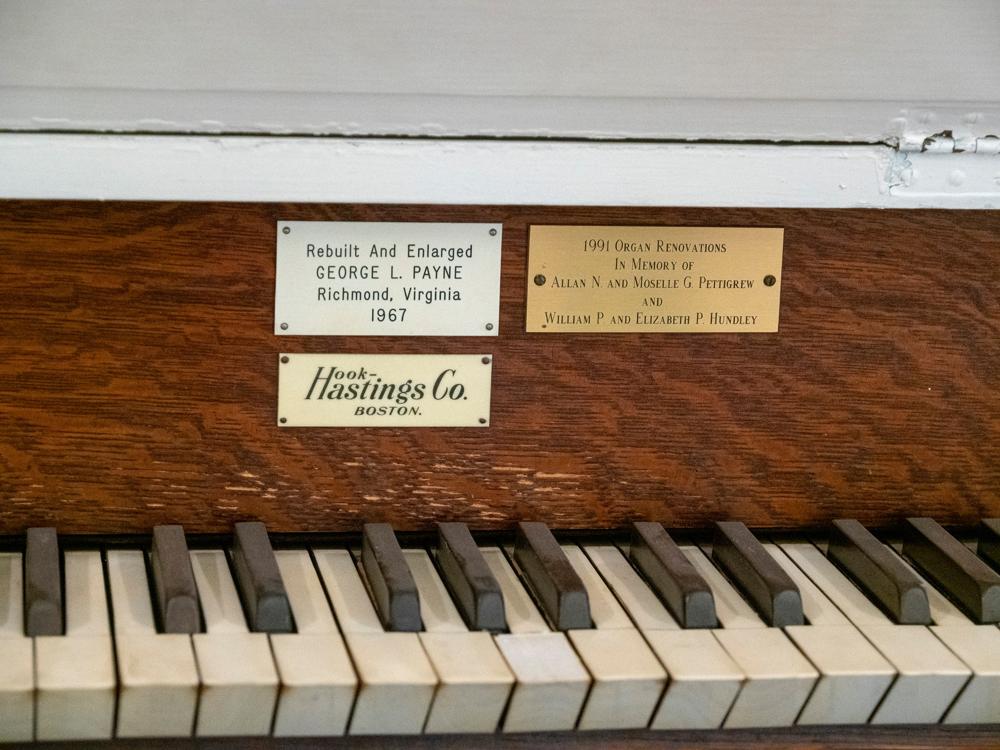 Rebuilt And Enlarged
GEORGE L. PAYNE
Richmond, Virginia
1967
1991 Organ Renovations
In Memory of
Allan N. and Moselle G. Pettigrew
and
William P. and Elizabeth P. Hundley
Hook-
Hastings Co.
BOSTON.